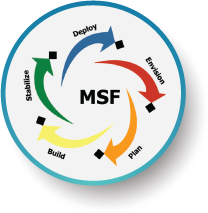 Deploy
Envision
Stabilize
MSF
Build
Plan